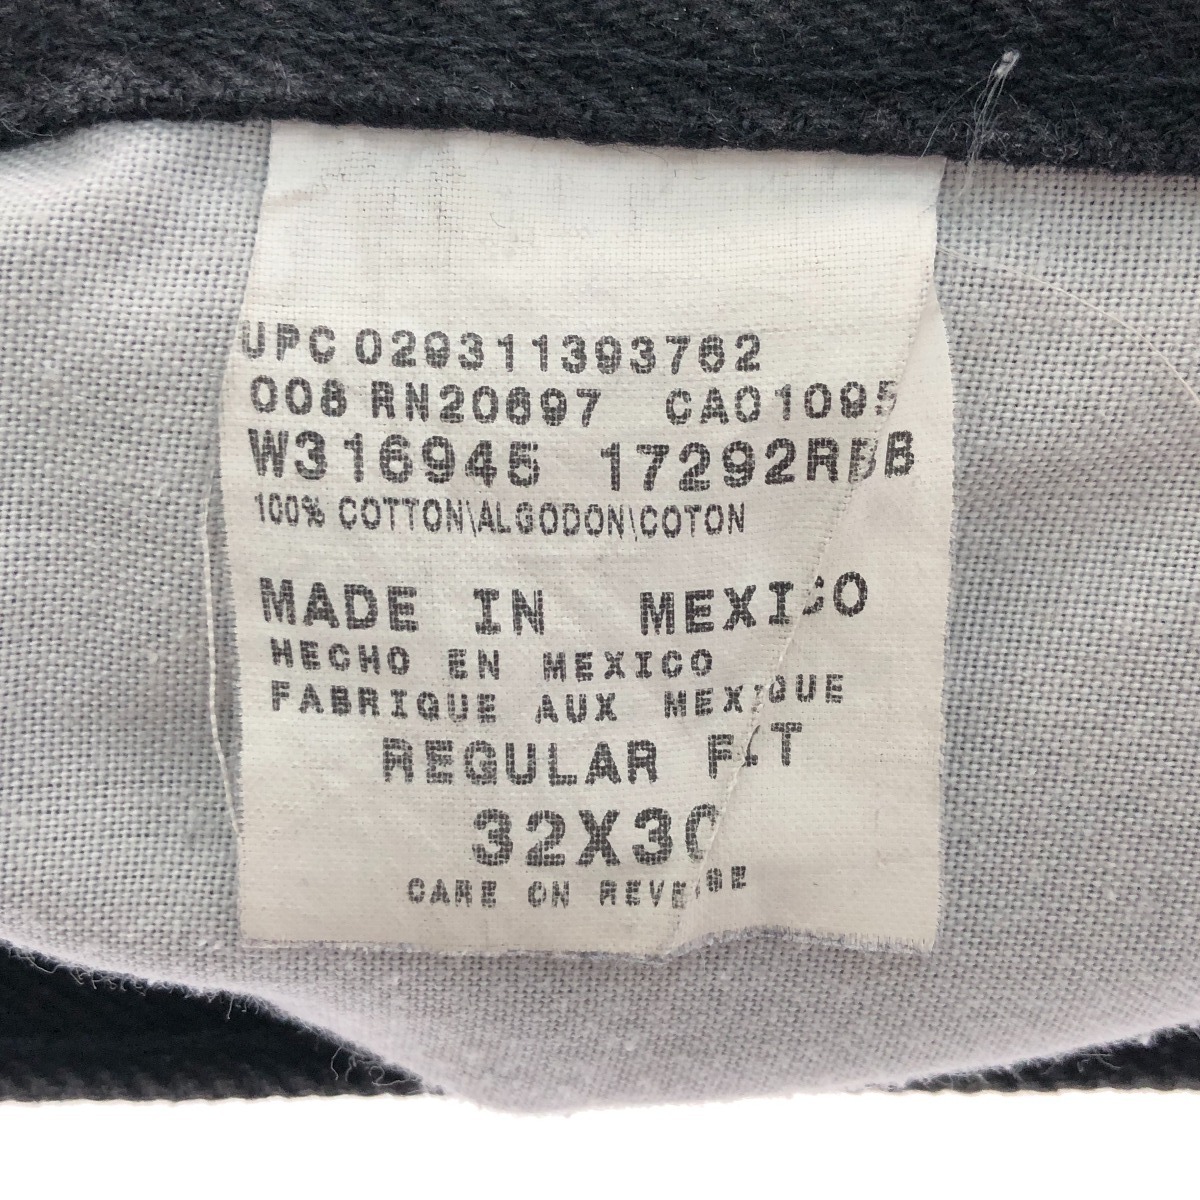 UPC 029311393762
008 RN20697 CA01095
W316945 17292RBB
100% COTTON\ALGODON\COTON
MADE IN MEXICO
HECHO EN MEXICO
FABRIQUE AUX MEXIQUE
REGULAR FIT
32X30
CARE ON REVERSE